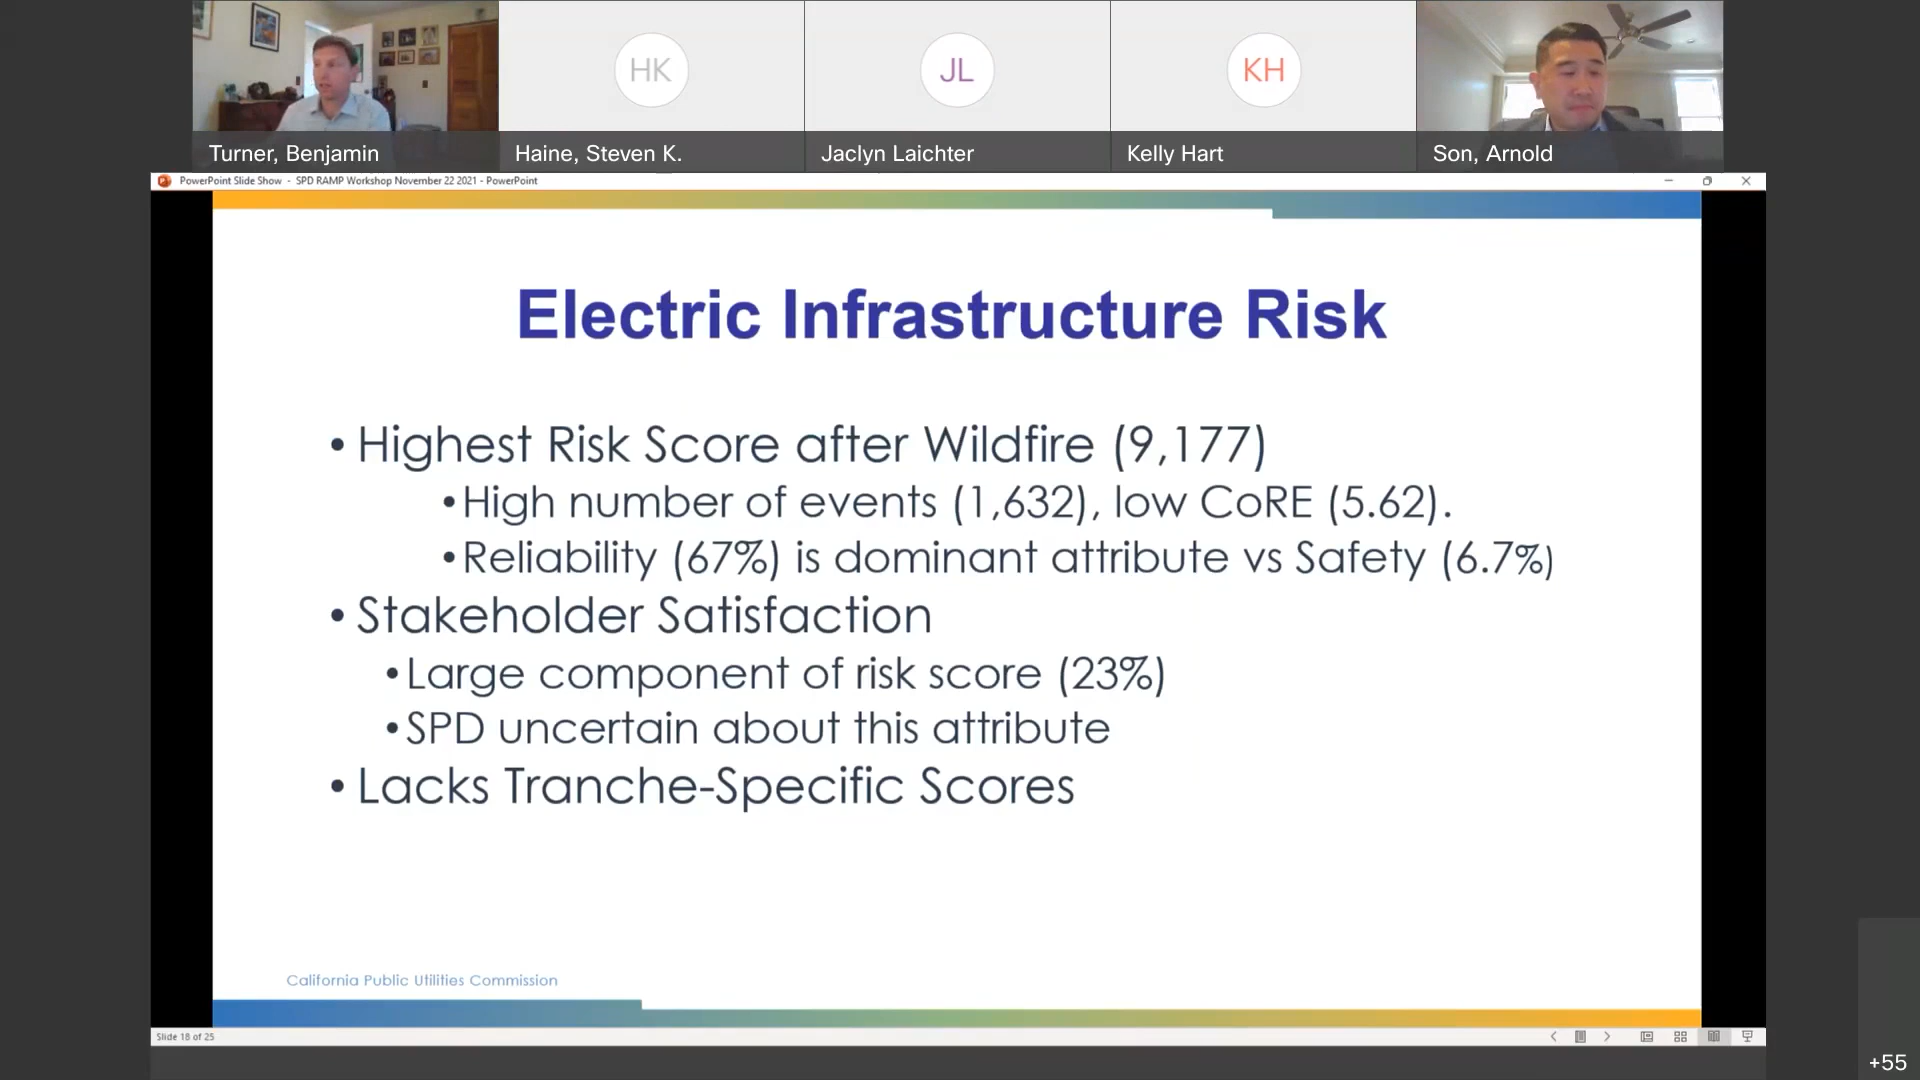 HK
JL
KH
Turner, Benjamin
Haine, Steven K.
Jaclyn Laichter
Kelly Hart
Son, Arnold
PowerPoint Slide Show - SPD RAMP Workshop November 22 2021 - PowerPoint
Electric Infrastructure Risk
• Highest Risk Score after Wildfire (9,177)
• High number of events (1,632), low CoRE (5.62).
• Reliability (67%) is dominant attribute vs Safety (6.7%)
• Stakeholder Satisfaction
• Large component of risk score (23%)
• SPD uncertain about this attribute
• Lacks Tranche-Specific Scores
California Public Utilities Commission
Slide 18 of 25
+55